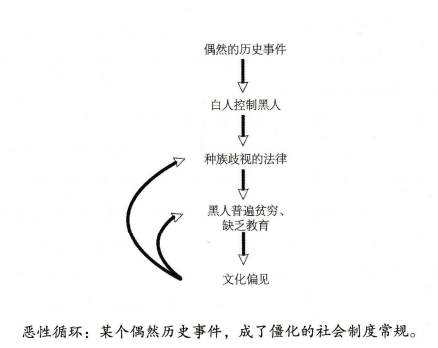 偶然的历史事件
白人控制黑人
种族歧视的法律
黑人普遍贫穷、
缺乏教育
文化偏见
恶性循环：某个偶然历史事件，成了僵化的社会制度常规。